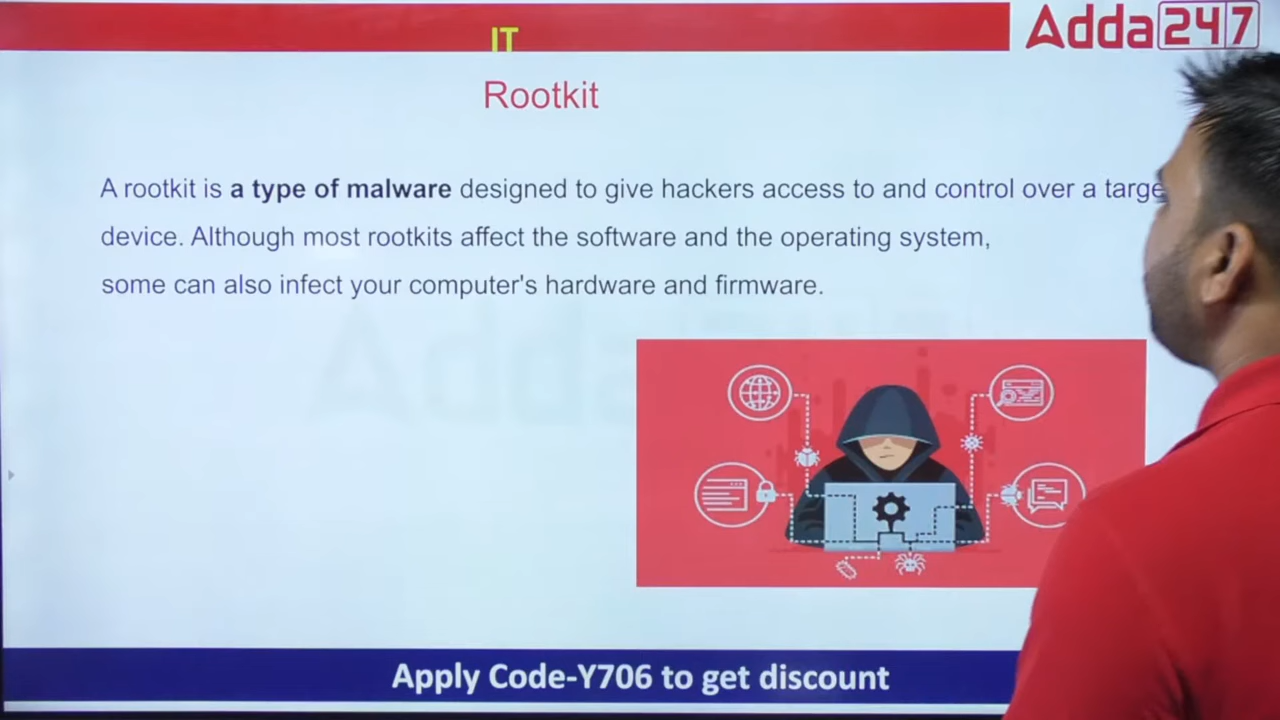 IT
Adda247
Rootkit
A rootkit is a type of malware designed to give hackers access to and control over a targe
device. Although most rootkits affect the software and the operating system,
some can also infect your computer's hardware and firmware.
Apply Code-Y706 to get discount